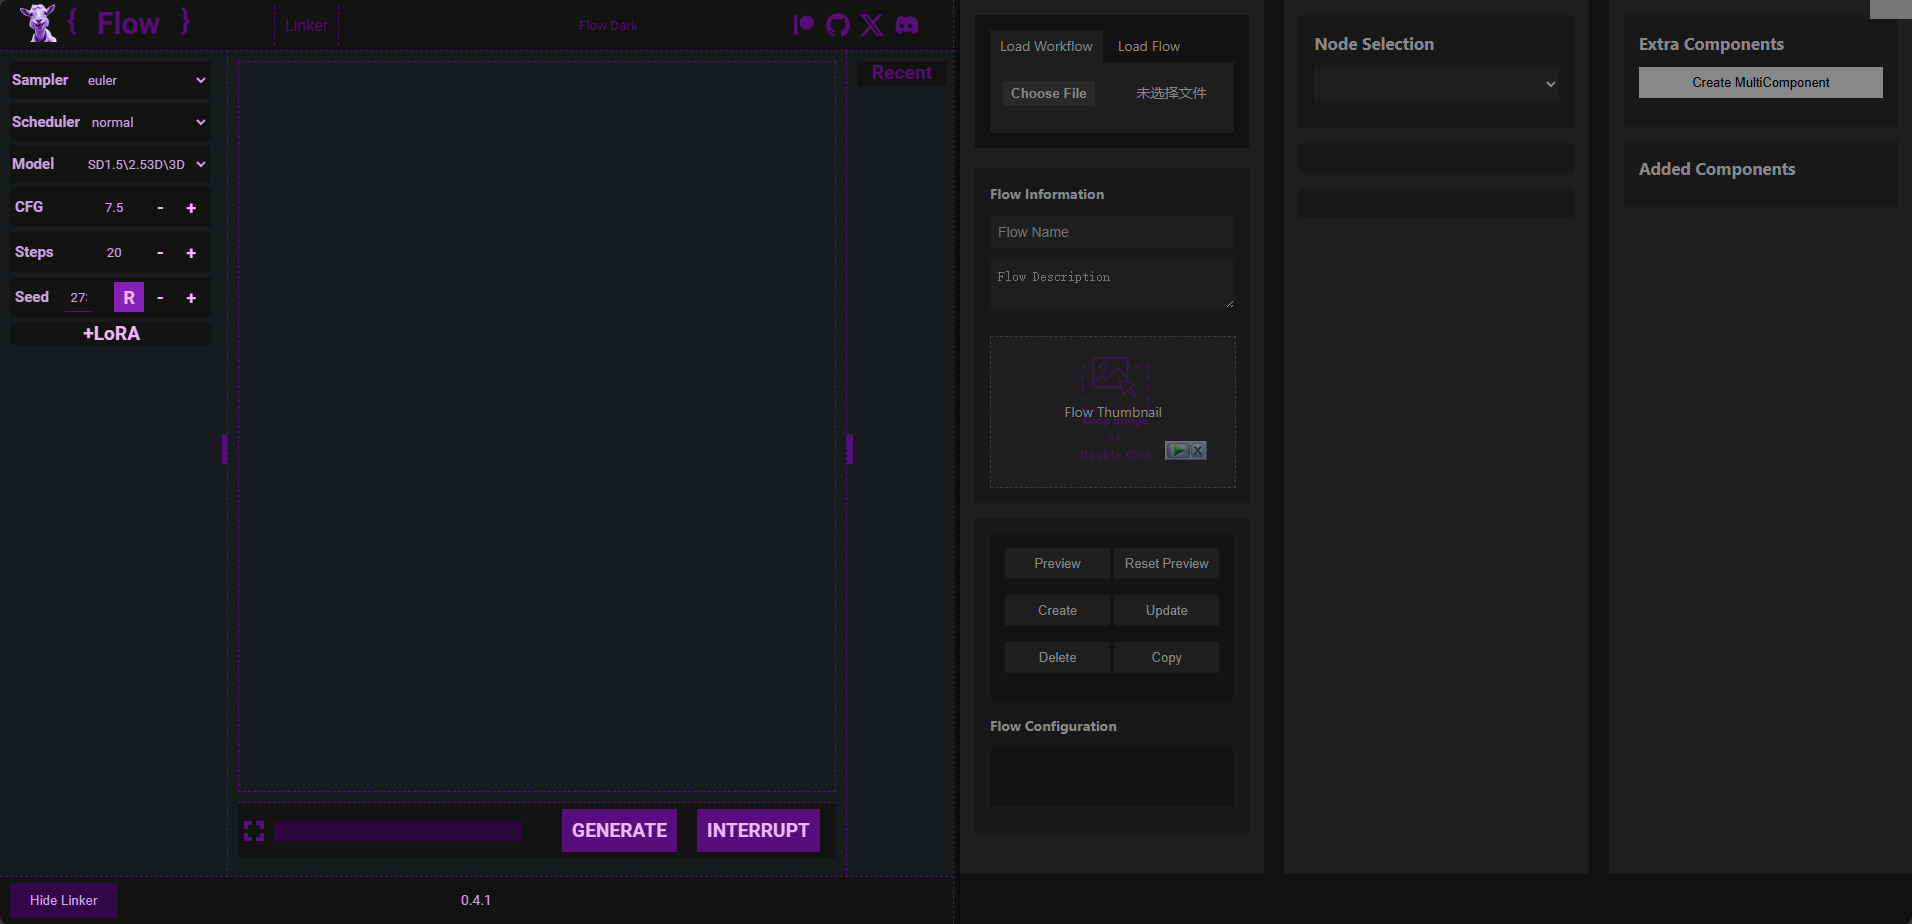 { Flow }
Linker
Flow Dark
Sampler euler
Scheduler normal
Model SD1.5\2.53D\3D
CFG 7.5 - +
Steps 20 - +
Seed 27 R - +
+LoRA
Recent
GENERATE
INTERRUPT
Hide Linker
0.4.1
Load Workflow
Load Flow
Choose File 未选择文件
Flow Information
Flow Name
Flow Description
Flow Thumbnail
Drop Image
OR
Double Click
Preview
Reset Preview
Create
Update
Delete
Copy
Flow Configuration
Node Selection
Extra Components
Create MultiComponent
Added Components